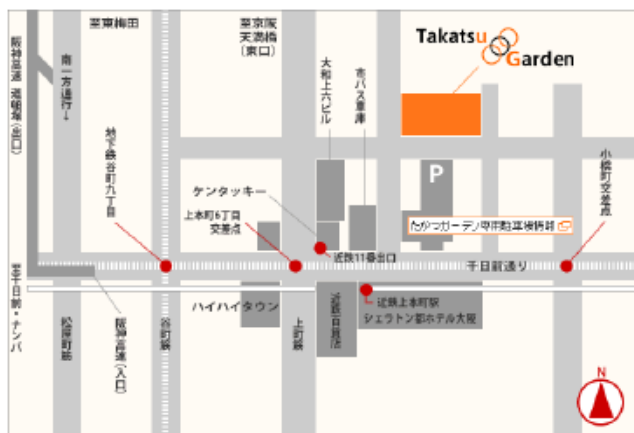 至東梅田
至京阪
天満橋
(東口)
Takatsu
Garden
阪神高速 道頓堀(出口)
南一方通行→
大和上六ビル
市バス車庫
地下鉄谷町九丁目
小橋町交差点
ケンタッキー
P
上本町6丁目
交差点
たかつガーデン専用駐車場
近鉄11番出口
千日前通り
至千日前・ナンバ
松屋町筋
阪神高速(入口)
谷町筋
ハイハイタウン
上町筋
近鉄百貨店
近鉄上本町駅
シェラトン都ホテル大阪
N